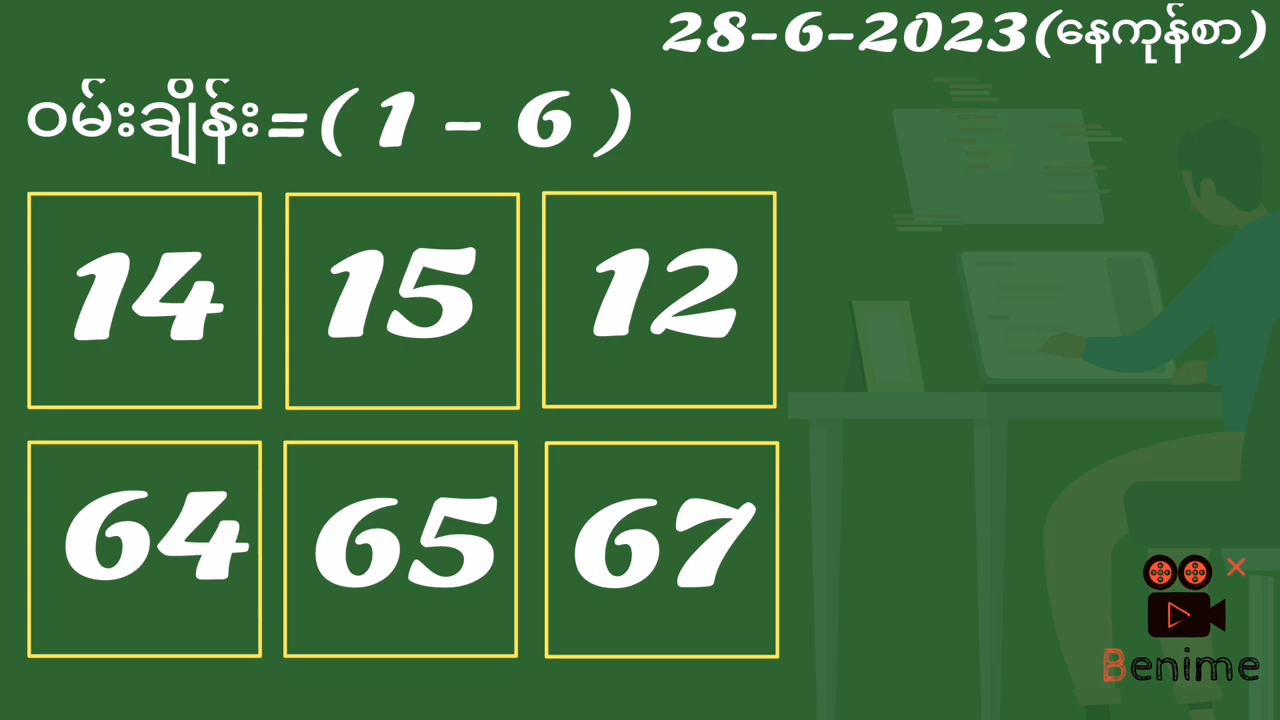 28-6-2023(နေကုန်စာ)
ဝမ်းချိန်း=( 1 - 6 )
14 15 12
64 65 67
Benime